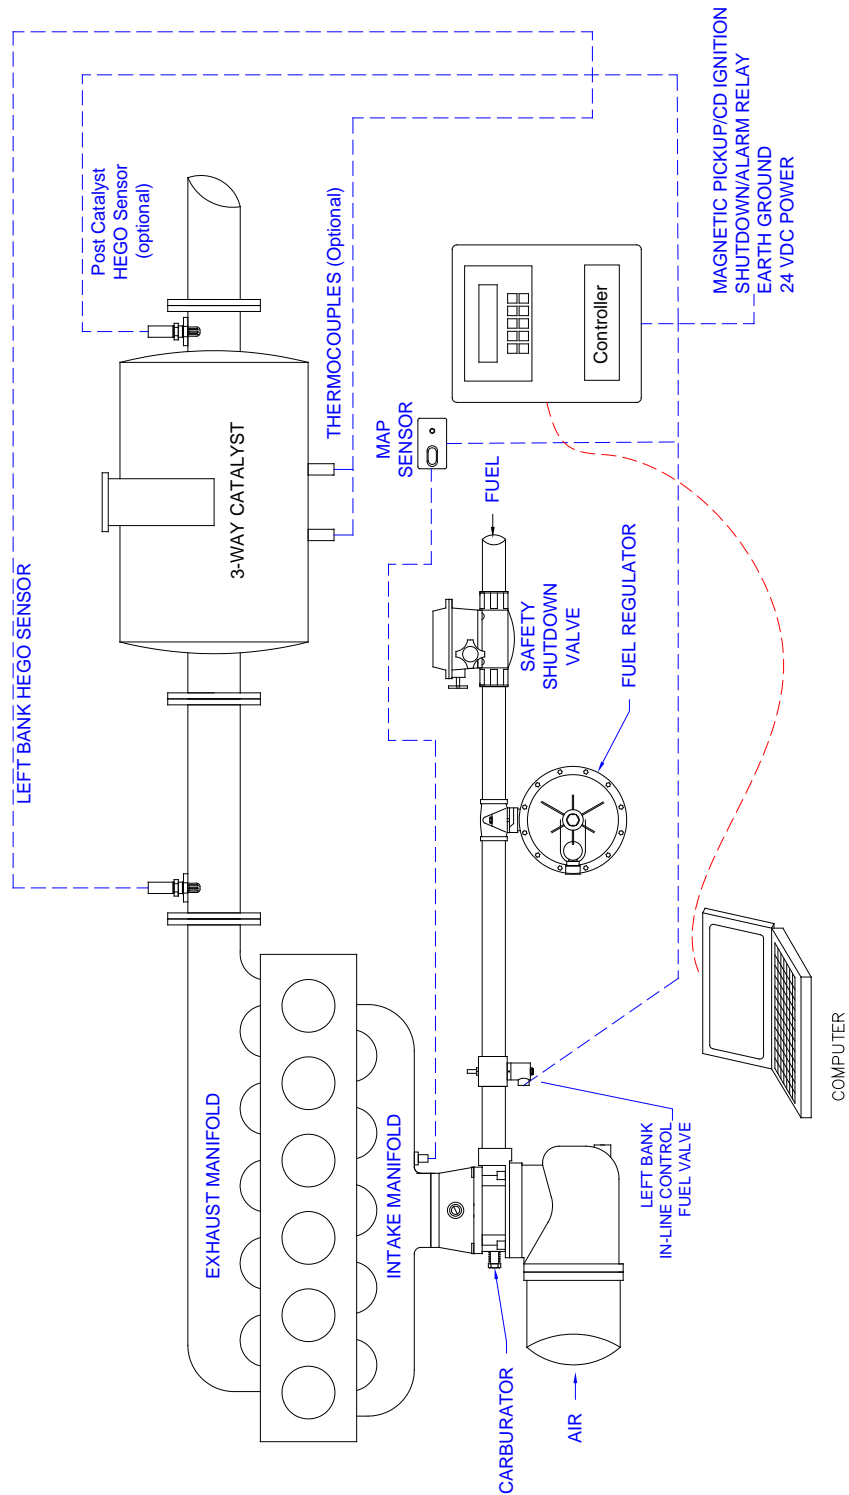 LEFT BANK HEGO SENSOR
Post Catalyst
HEGO Sensor
(optional)
3-WAY CATALYST
THERMOCOUPLES (Optional)
EXHAUST MANIFOLD
INTAKE MANIFOLD
MAP
SENSOR
FUEL
SAFETY
SHUTDOWN
VALVE
FUEL REGULATOR
Controller
MAGNETIC PICKUP/CD IGNITION
SHUTDOWN/ALARM RELAY
EARTH GROUND
24 VDC POWER
CARBURATOR
AIR
LEFT BANK
IN-LINE CONTROL
FUEL VALVE
COMPUTER